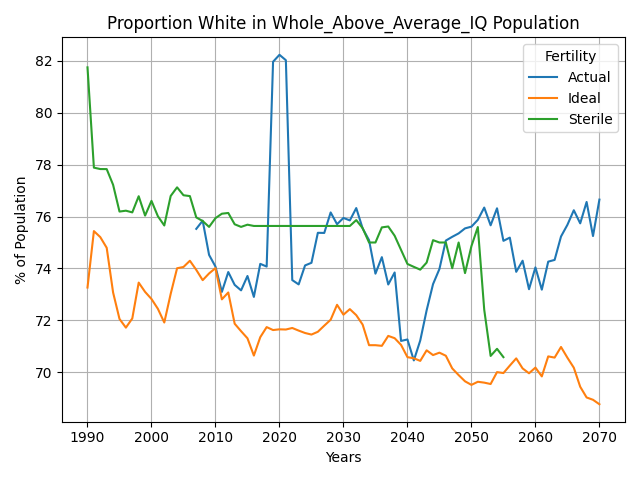 Proportion White in Whole_Above_Average_IQ Population
Fertility
Actual
Ideal
Sterile
% of Population
82
80
78
76
74
72
70
1990
2000
2010
2020
2030
2040
2050
2060
2070
Years